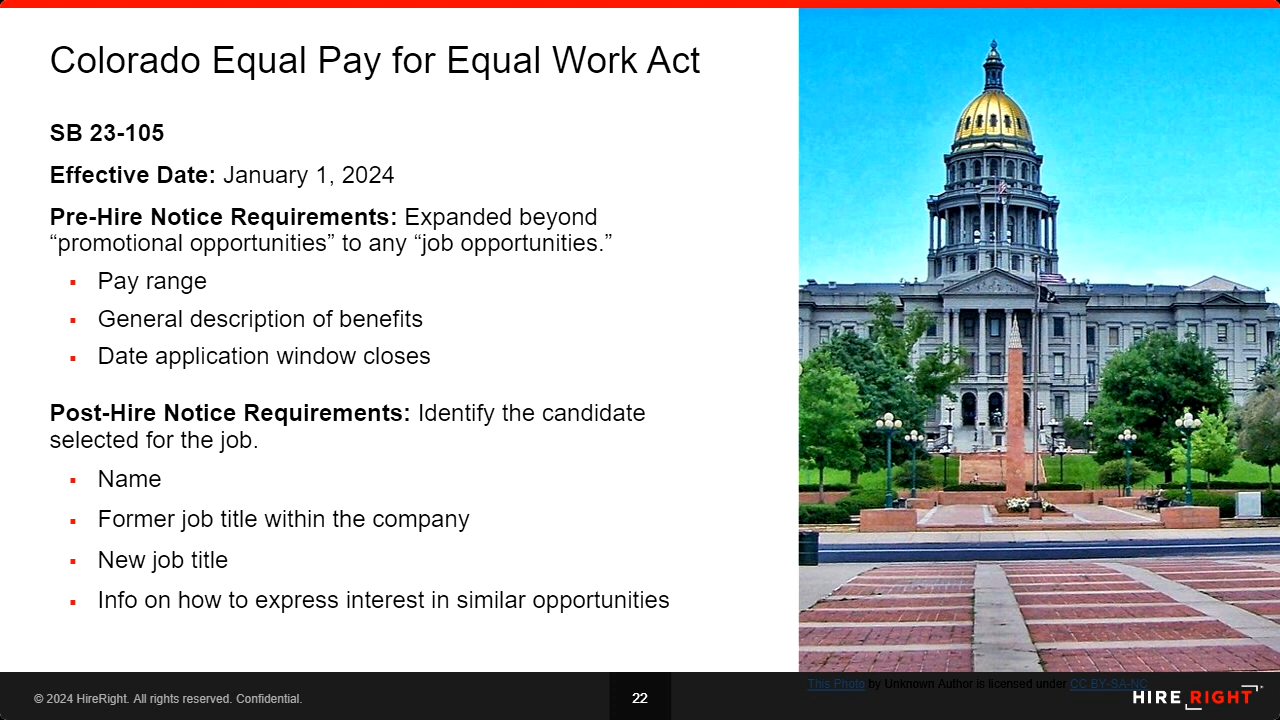 Colorado Equal Pay for Equal Work Act
SB 23-105
Effective Date: January 1, 2024
Pre-Hire Notice Requirements: Expanded beyond
“promotional opportunities” to any “job opportunities.”
▪ Pay range
▪ General description of benefits
▪ Date application window closes
Post-Hire Notice Requirements: Identify the candidate
selected for the job.
▪ Name
▪ Former job title within the company
▪ New job title
▪ Info on how to express interest in similar opportunities
© 2024 HireRight. All rights reserved. Confidential.
22
This Photo by Unknown Author is licensed under CC BY-SA-NC
HIRE RIGHT